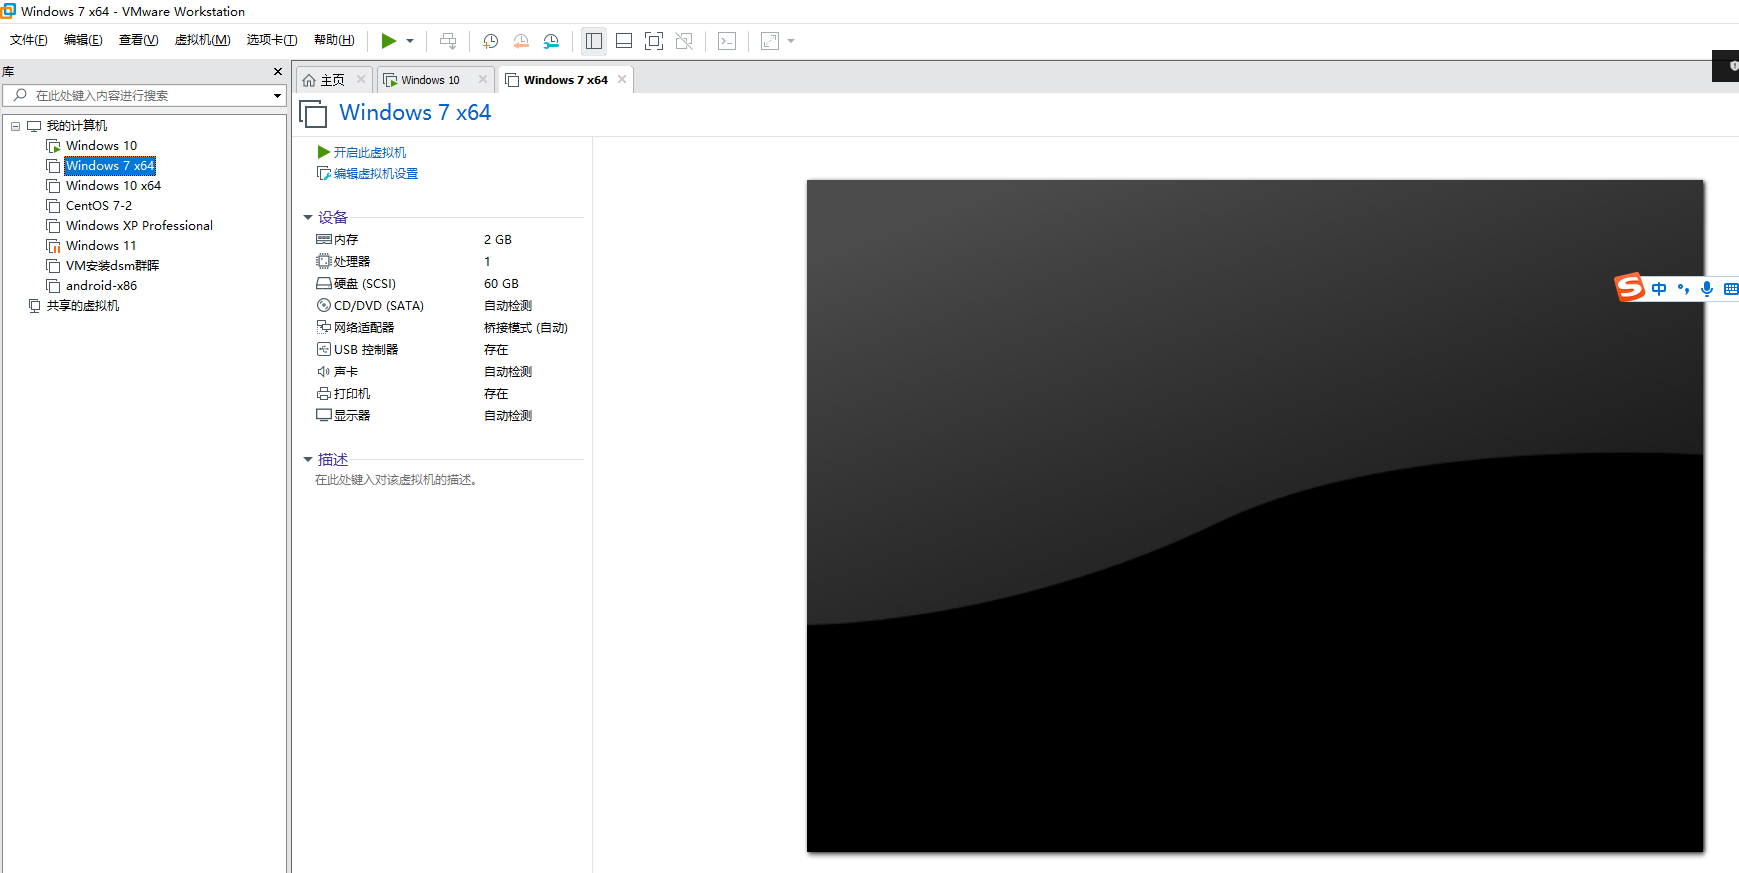 Windows 7 x64 - VMware Workstation
文件(F) 编辑(E) 查看(V) 虚拟机(M) 选项卡(T) 帮助(H)
库
在此处键入内容进行搜索
我的计算机
Windows 10
Windows 7 x64
Windows 10 x64
CentOS 7-2
Windows XP Professional
Windows 11
VM安装dsm群晖
android-x86
共享的虚拟机
主页 Windows 10 Windows 7 x64
Windows 7 x64
开启此虚拟机
编辑虚拟机设置
设备
内存 2 GB
处理器 1
硬盘 (SCSI) 60 GB
CD/DVD (SATA) 自动检测
网络适配器 桥接模式 (自动)
USB 控制器 存在
声卡 自动检测
打印机 存在
显示器 自动检测
描述
在此处键入对该虚拟机的描述。
S 中